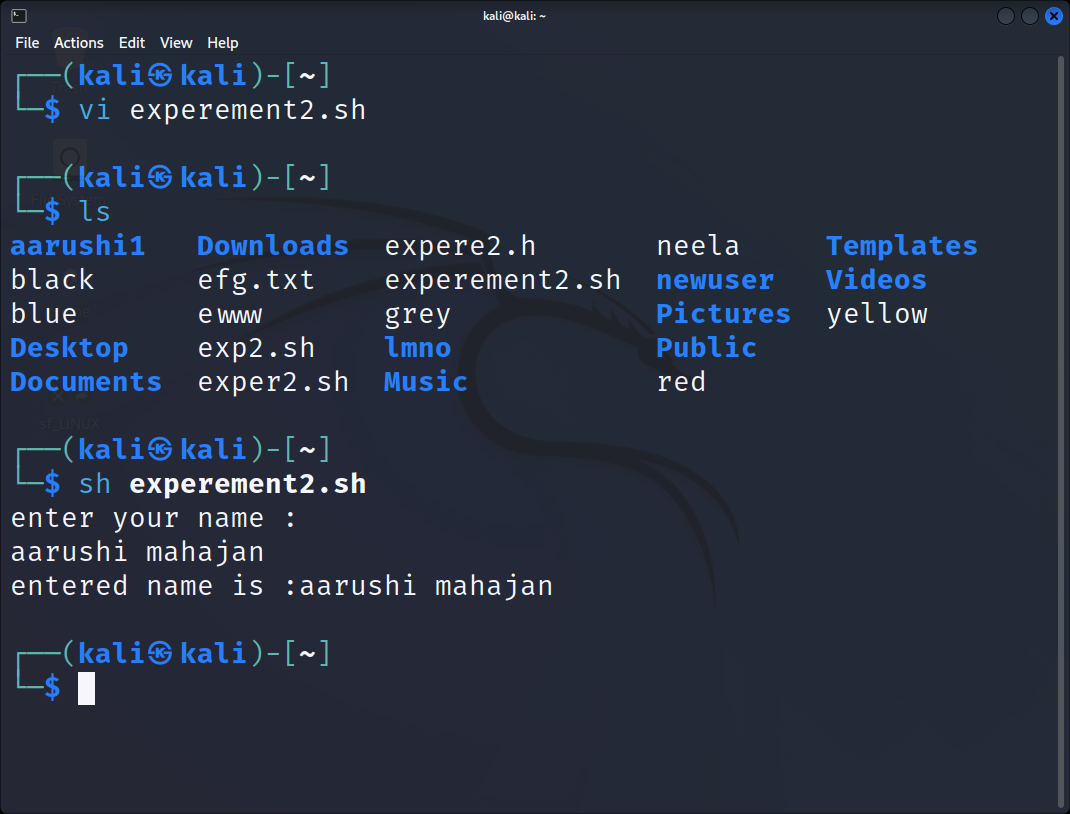 kali@kali: ~
File Actions Edit View Help
┌──(kali㉿kali)-[~]
└─$ vi experement2.sh
┌──(kali㉿kali)-[~]
└─$ ls
aarushi1 Downloads expere2.h neela Templates
black efg.txt experement2.sh newuser Videos
blue ewww grey Pictures yellow
Desktop exp2.sh lmno Public
Documents exper2.sh Music red
┌──(kali㉿kali)-[~]
└─$ sh experement2.sh
enter your name :
aarushi mahajan
entered name is :aarushi mahajan
┌──(kali㉿kali)-[~]
└─$